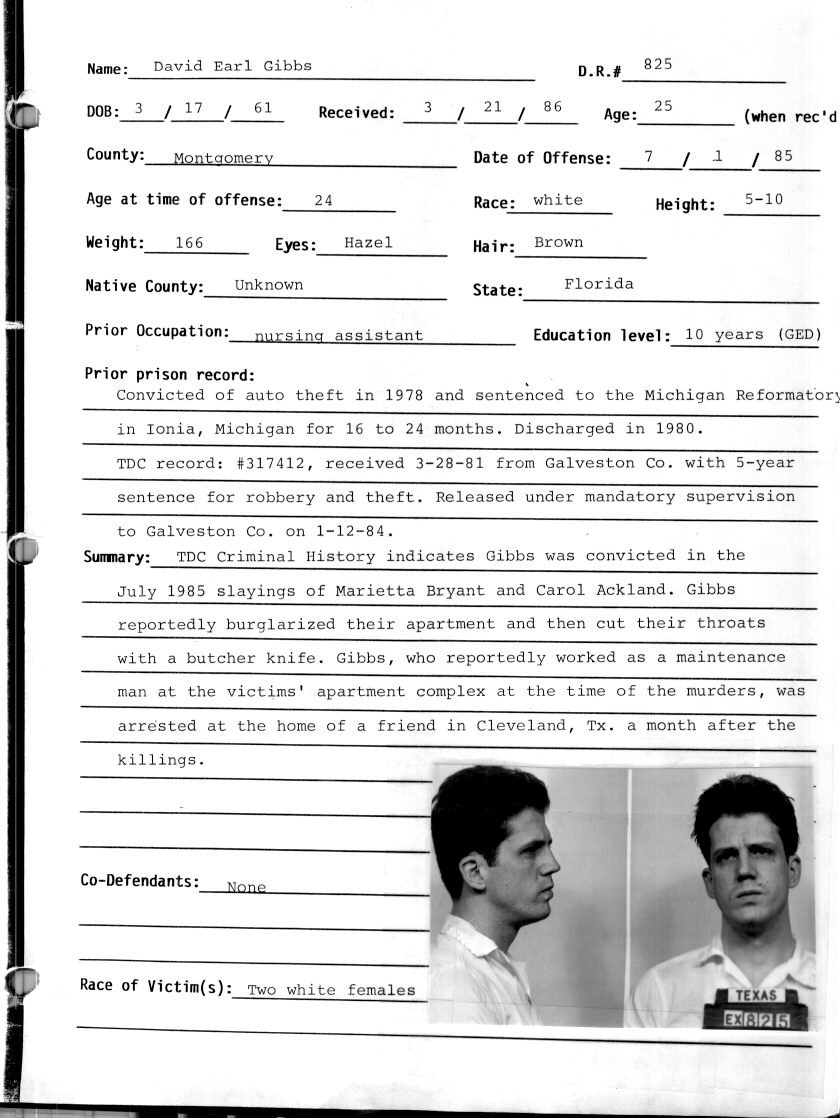 Name: David Earl Gibbs D.R.# 825
DOB: 3 / 17 / 61 Received: 3 / 21 / 86 Age: 25 (when rec'd
County: Montgomery Date of Offense: 7 / 1 / 85
Age at time of offense: 24 Race: white Height: 5-10
Weight: 166 Eyes: Hazel Hair: Brown
Native County: Unknown State: Florida
Prior Occupation: nursing assistant Education level: 10 years (GED)
Prior prison record:
Convicted of auto theft in 1978 and sentenced to the Michigan Reformatory
in Ionia, Michigan for 16 to 24 months. Discharged in 1980.
TDC record: #317412, received 3-28-81 from Galveston Co. with 5-year
sentence for robbery and theft. Released under mandatory supervision
to Galveston Co. on 1-12-84.
Summary: TDC Criminal History indicates Gibbs was convicted in the
July 1985 slayings of Marietta Bryant and Carol Ackland. Gibbs
reportedly burglarized their apartment and then cut their throats
with a butcher knife. Gibbs, who reportedly worked as a maintenance
man at the victims' apartment complex at the time of the murders, was
arrested at the home of a friend in Cleveland, Tx. a month after the
killings.
Co-Defendants: None
Race of Victim(s): Two white females
TEXAS
EX825